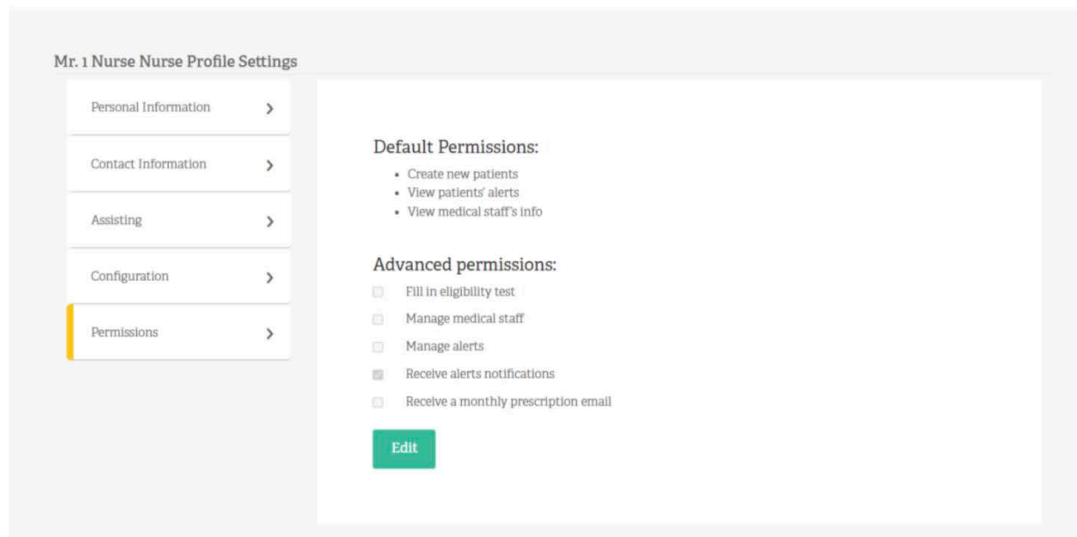 Mr. 1 Nurse Nurse Profile Settings
Personal Information
Contact Information
Assisting
Configuration
Permissions
Default Permissions:
Create new patients
View patients' alerts
View medical staff's info
Advanced permissions:
Fill in eligibility test
Manage medical staff
Manage alerts
Receive alerts notifications
Receive a monthly prescription email
Edit